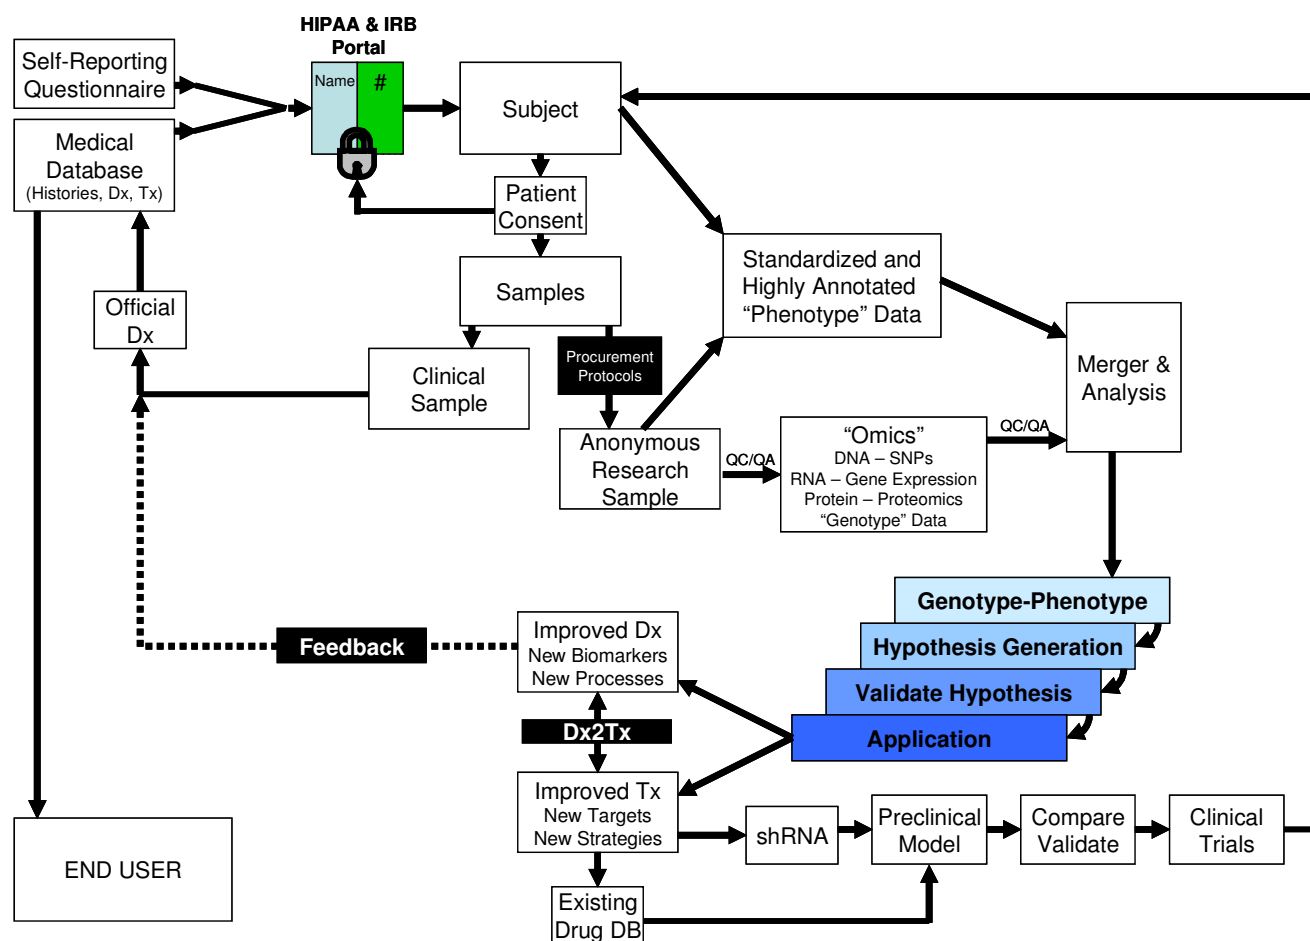 HIPAA & IRB
Portal
Self-Reporting
Questionnaire
Name
#
Subject
Medical
Database
(Histories, Dx, Tx)
Patient
Consent
Standardized and
Highly Annotated
“Phenotype” Data
Samples
Official
Dx
Procurement
Protocols
Merger &
Analysis
Clinical
Sample
Anonymous
Research
Sample
QC/QA
“Omics”
DNA – SNPs
RNA – Gene Expression
Protein – Proteomics
“Genotype” Data
QC/QA
Genotype-Phenotype
Hypothesis Generation
Validate Hypothesis
Application
Feedback
Improved Dx
New Biomarkers
New Processes
Dx2Tx
Improved Tx
New Targets
New Strategies
shRNA
Preclinical
Model
Compare
Validate
Clinical
Trials
END USER
Existing
Drug DB